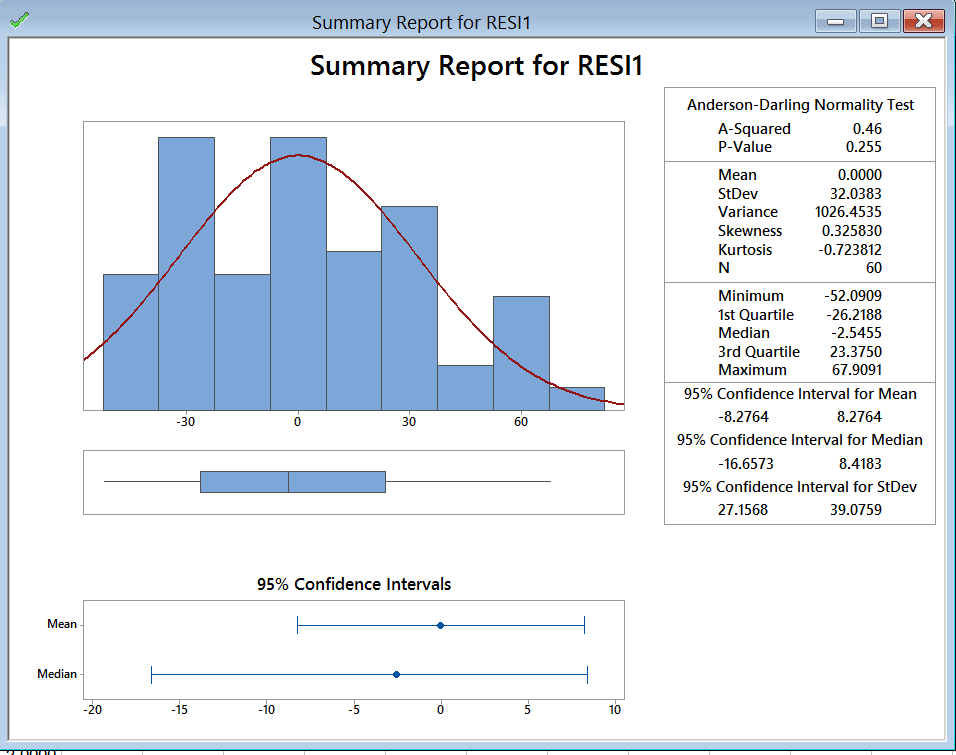 Summary Report for RESI1
Summary Report for RESI1
Anderson-Darling Normality Test
A-Squared 0.46
P-Value 0.255
Mean 0.0000
StDev 32.0383
Variance 1026.4535
Skewness 0.325830
Kurtosis -0.723812
N 60
Minimum -52.0909
1st Quartile -26.2188
Median -2.5455
3rd Quartile 23.3750
Maximum 67.9091
95% Confidence Interval for Mean
-8.2764 8.2764
95% Confidence Interval for Median
-16.6573 8.4183
95% Confidence Interval for StDev
27.1568 39.0759
-30 0 30 60
95% Confidence Intervals
Mean
Median
-20 -15 -10 -5 0 5 10